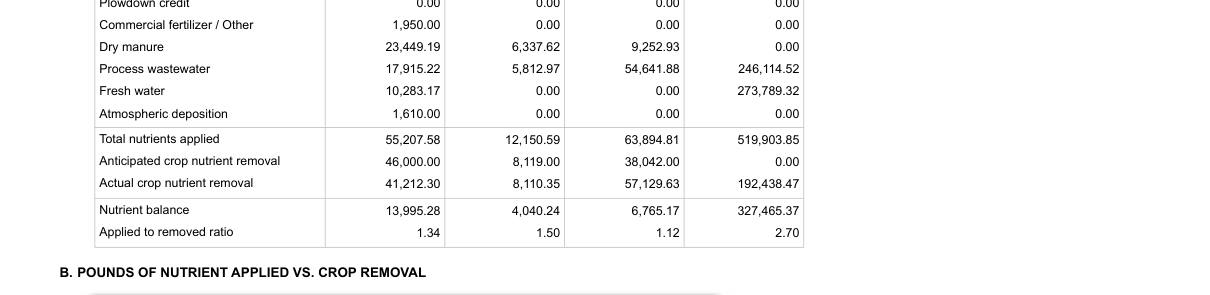 Plowdown credit 0.00 0.00 0.00 0.00
Commercial fertilizer / Other 1,950.00 0.00 0.00 0.00
Dry manure 23,449.19 6,337.62 9,252.93 0.00
Process wastewater 17,915.22 5,812.97 54,641.88 246,114.52
Fresh water 10,283.17 0.00 0.00 273,789.32
Atmospheric deposition 1,610.00 0.00 0.00 0.00
Total nutrients applied 55,207.58 12,150.59 63,894.81 519,903.85
Anticipated crop nutrient removal 46,000.00 8,119.00 38,042.00 0.00
Actual crop nutrient removal 41,212.30 8,110.35 57,129.63 192,438.47
Nutrient balance 13,995.28 4,040.24 6,765.17 327,465.37
Applied to removed ratio 1.34 1.50 1.12 2.70
B. POUNDS OF NUTRIENT APPLIED VS. CROP REMOVAL